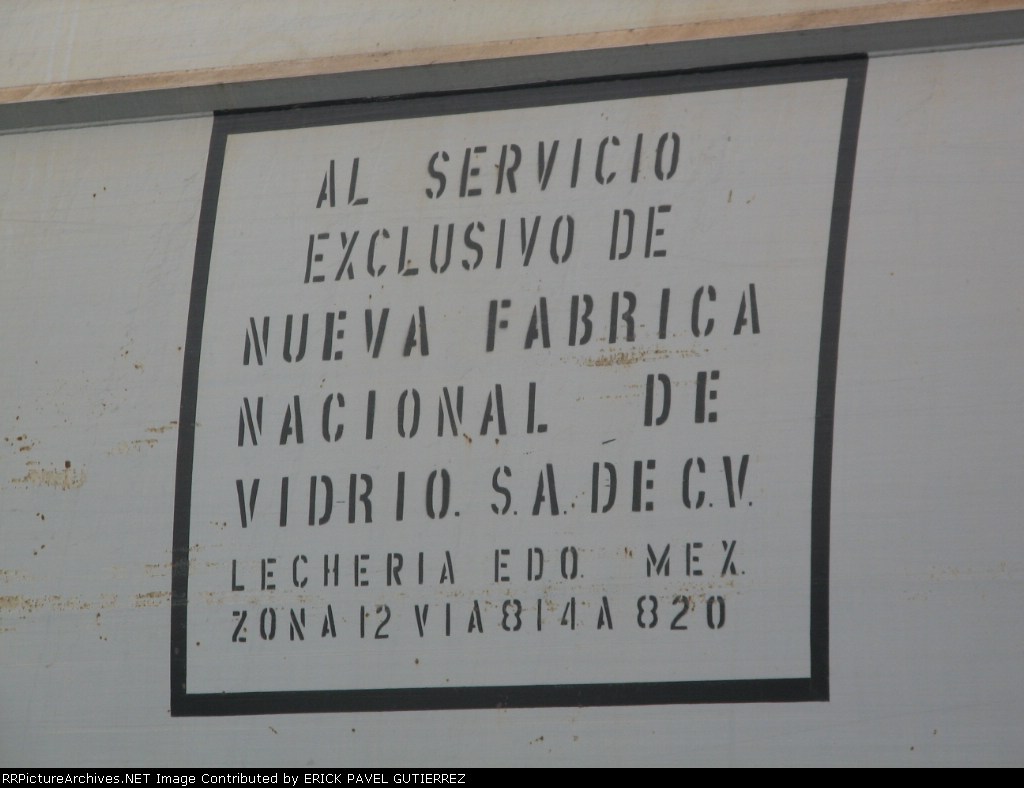 AL SERVICIO
EXCLUSIVO DE
NUEVA FABRICA
NACIONAL DE
VIDRIO. S.A. DE C.V.
LECHERIA EDO. MEX.
ZONA 12 VIA 814 A 820
RRPictureArchives.NET Image Contributed by ERICK PAVEL GUTIERREZ